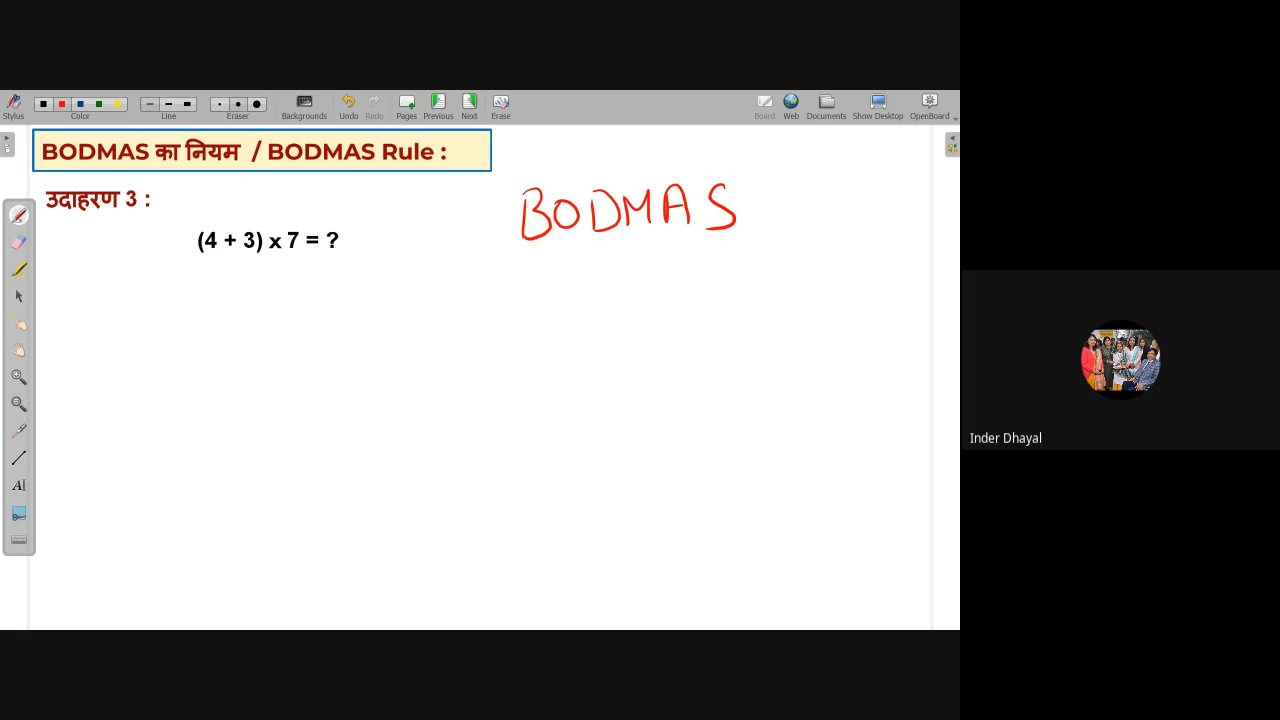 Stylus
Color
Line
Eraser
Backgrounds
Undo
Redo
Pages
Previous
Next
Erase
Board
Web
Documents
Show Desktop
OpenBoard
BODMAS का नियम / BODMAS Rule :
उदाहरण 3 :
BODMAS
(4 + 3) x 7 = ?
Inder Dhayal